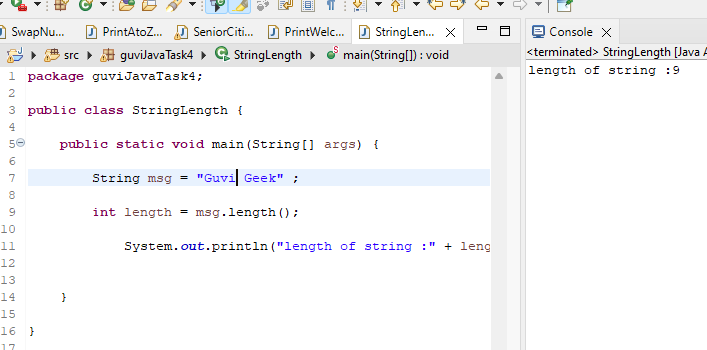 SwapNu... PrintAtoZ... SeniorCiti... PrintWelc... StringLen...
src guviJavaTask4 StringLength main(String[]) : void
1 package guviJavaTask4;
2
3 public class StringLength {
4
5 public static void main(String[] args) {
6
7 String msg = "Guvi Geek" ;
8
9 int length = msg.length();
10
11 System.out.println("length of string :" + leng
12
13
14 }
15
16 }
17
Console
<terminated> StringLength [Java A
length of string :9